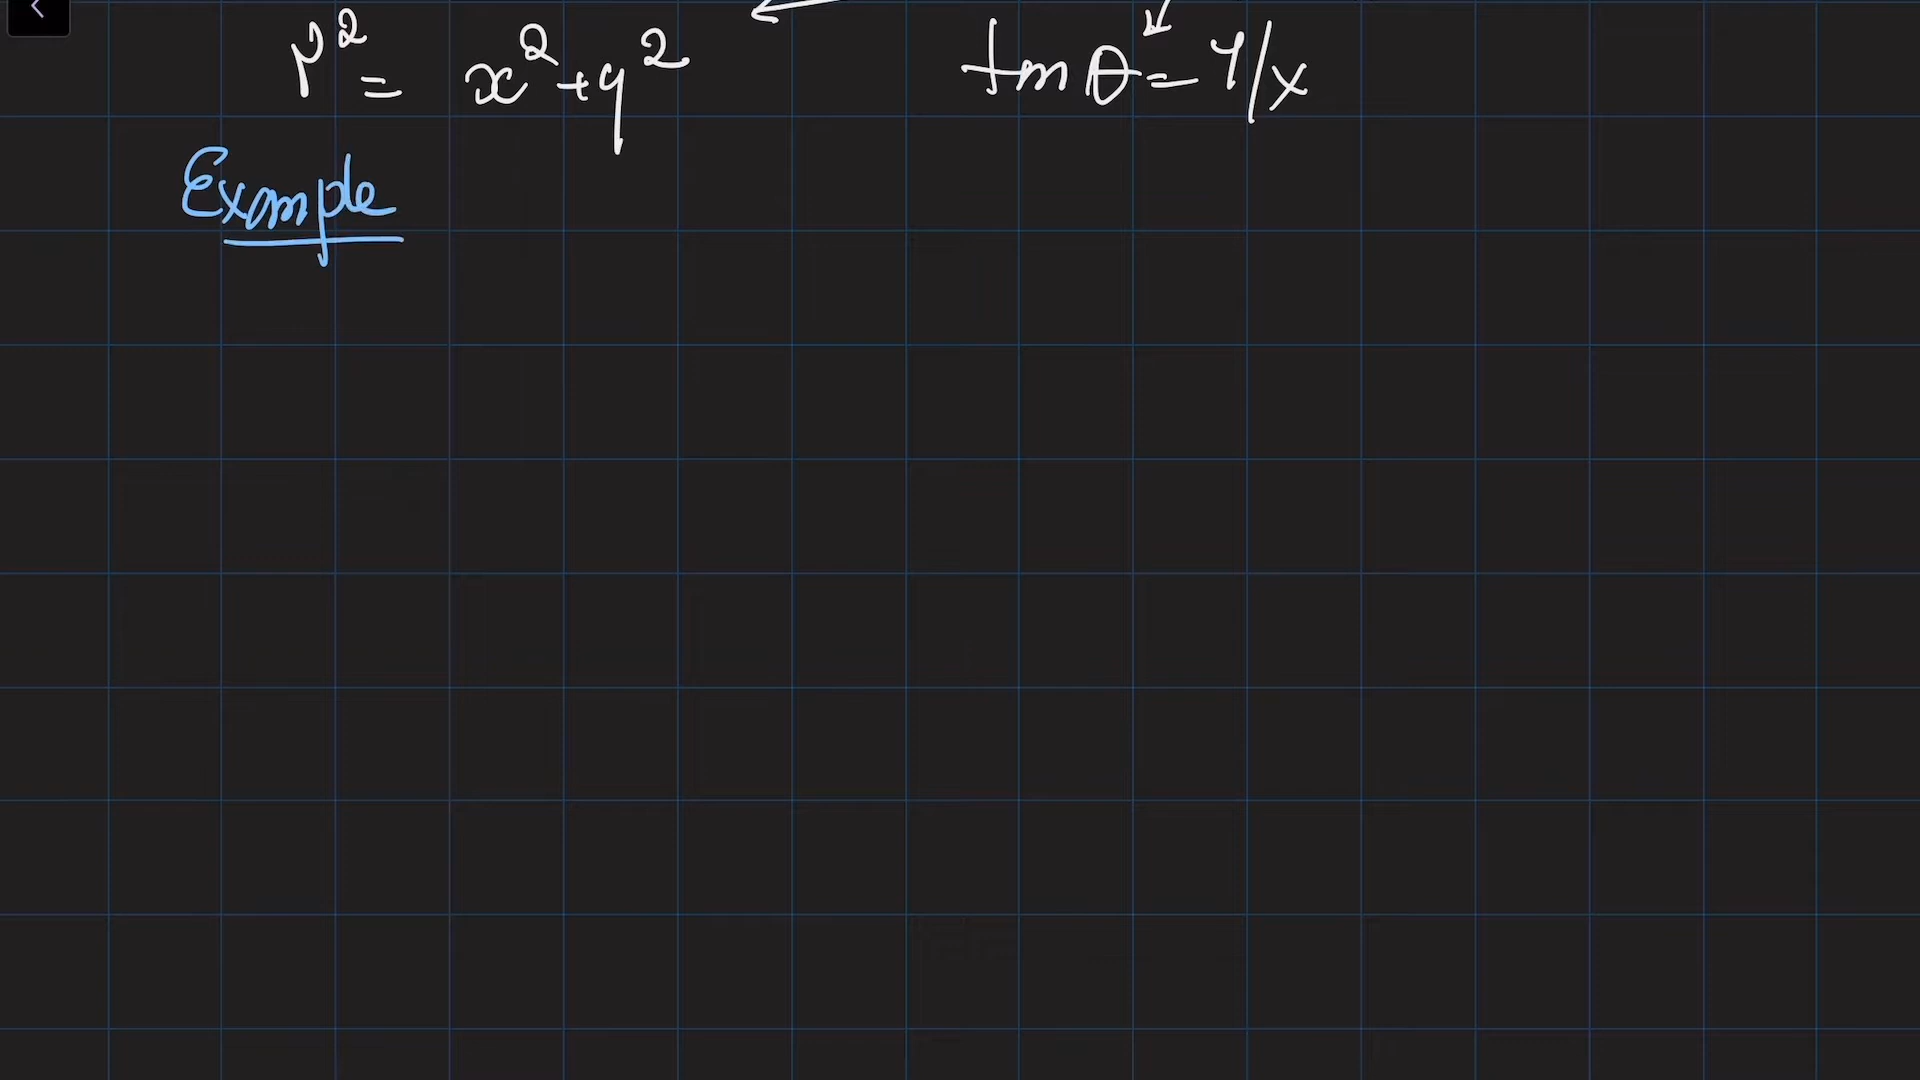 r² = x² + y² tan θ = y/x
Example